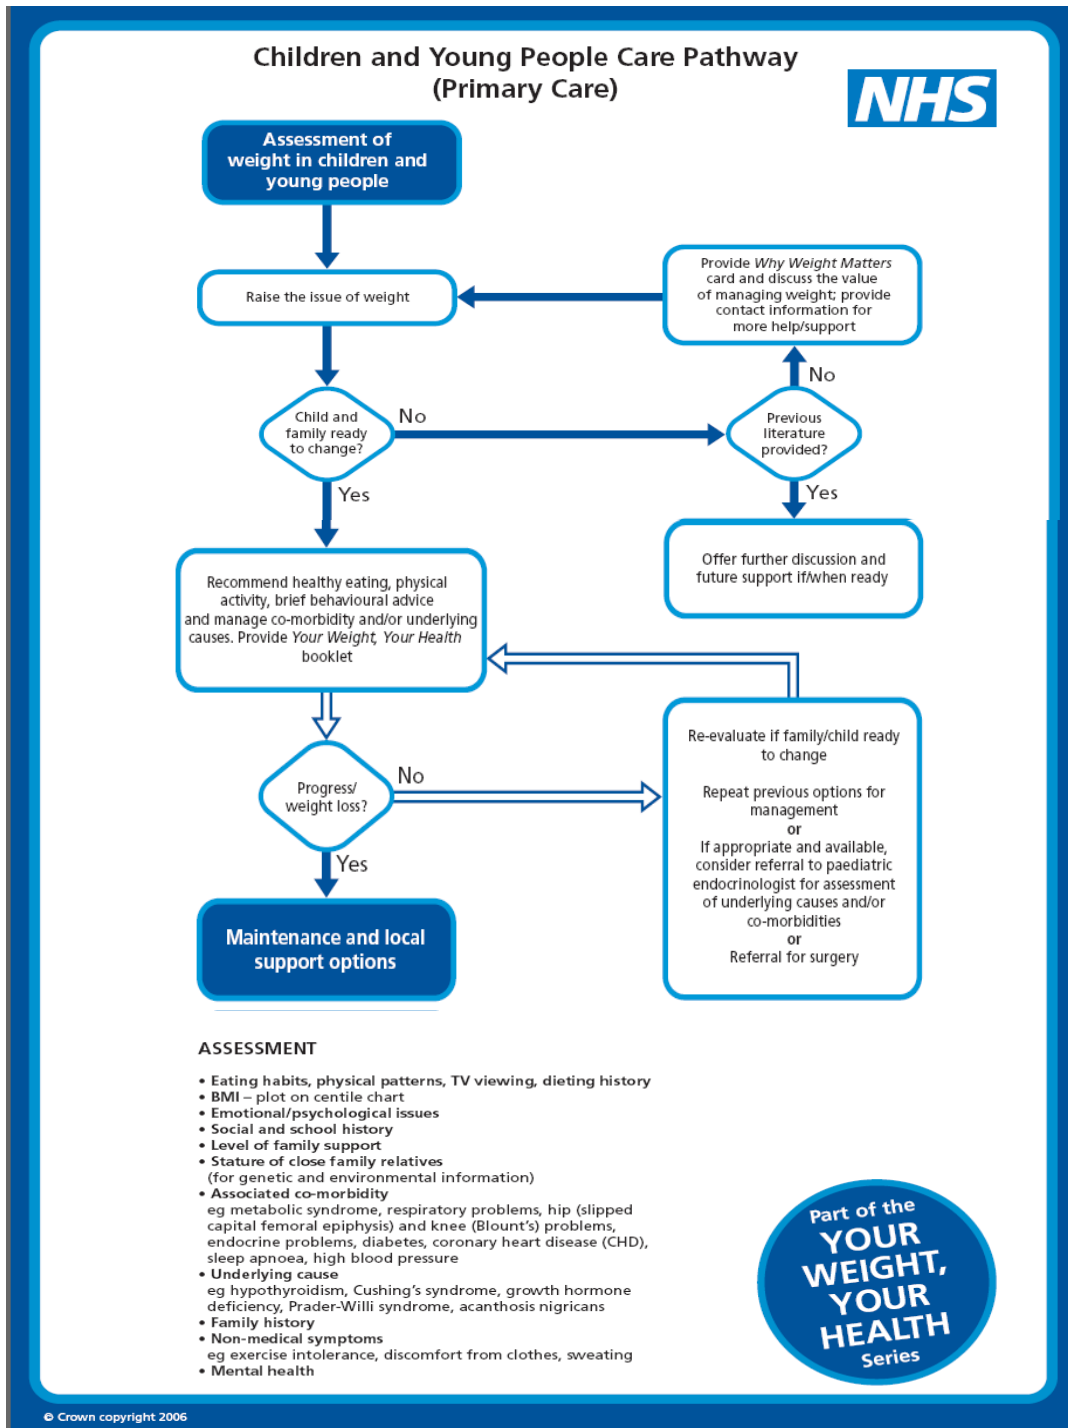 Children and Young People Care Pathway
(Primary Care)
NHS
Assessment of
weight in children and
young people
Raise the issue of weight
Provide Why Weight Matters
card and discuss the value
of managing weight; provide
contact information for
more help/support
No
Child and
family ready
to change?
No
Previous
literature
provided?
Yes
Yes
Offer further discussion and
future support if/when ready
Recommend healthy eating, physical
activity, brief behavioural advice
and manage co-morbidity and/or underlying
causes. Provide Your Weight, Your Health
booklet
Progress/
weight loss?
No
Re-evaluate if family/child ready
to change
Repeat previous options for
management
or
If appropriate and available,
consider referral to paediatric
endocrinologist for assessment
of underlying causes and/or
co-morbidities
or
Referral for surgery
Yes
Maintenance and local
support options
ASSESSMENT
• Eating habits, physical patterns, TV viewing, dieting history
• BMI – plot on centile chart
• Emotional/psychological issues
• Social and school history
• Level of family support
• Stature of close family relatives
(for genetic and environmental information)
• Associated co-morbidity
eg metabolic syndrome, respiratory problems, hip (slipped
capital femoral epiphysis) and knee (Blount's) problems,
endocrine problems, diabetes, coronary heart disease (CHD),
sleep apnoea, high blood pressure
• Underlying cause
eg hypothyroidism, Cushing's syndrome, growth hormone
deficiency, Prader-Willi syndrome, acanthosis nigricans
• Family history
• Non-medical symptoms
eg exercise intolerance, discomfort from clothes, sweating
• Mental health
Part of the
YOUR
WEIGHT,
YOUR
HEALTH
Series
© Crown copyright 2006